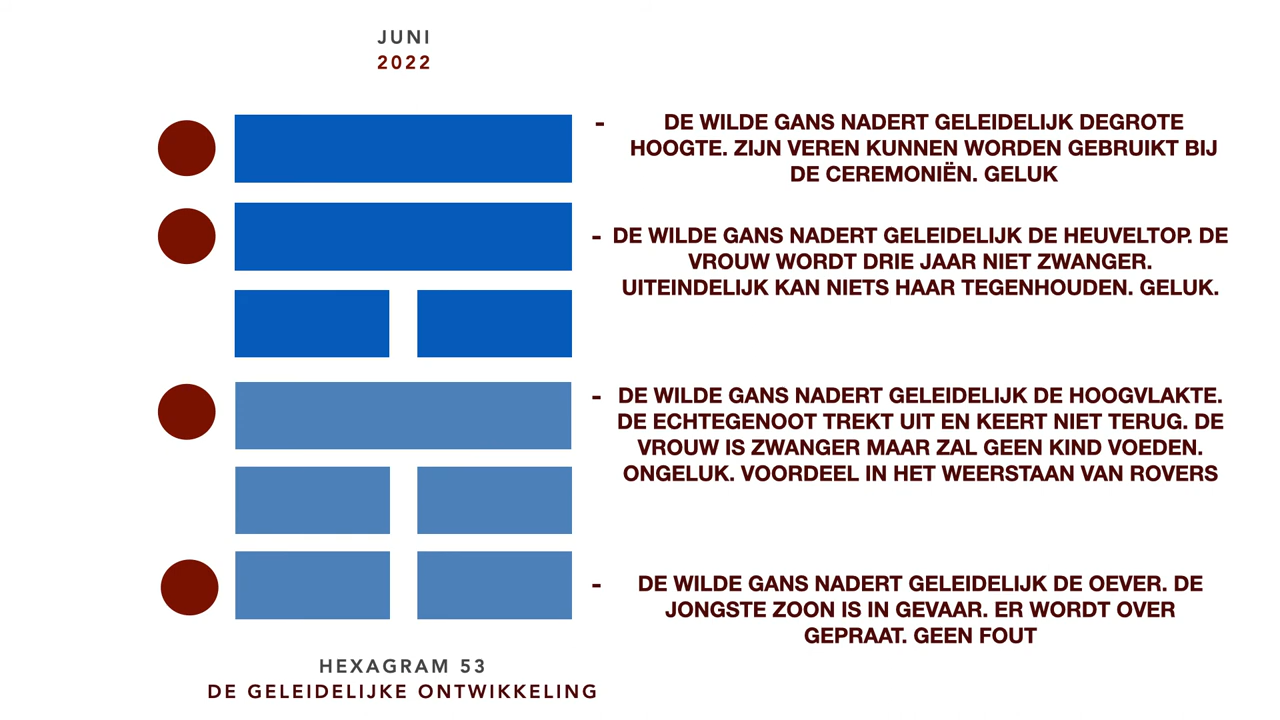 JUNI
2022
- DE WILDE GANS NADERT GELEIDELIJK DEGROTE
HOOGTE. ZIJN VEREN KUNNEN WORDEN GEBRUIKT BIJ
DE CEREMONIËN. GELUK
- DE WILDE GANS NADERT GELEIDELIJK DE HEUVELTOP. DE
VROUW WORDT DRIE JAAR NIET ZWANGER.
UITEINDELIJK KAN NIETS HAAR TEGENHOUDEN. GELUK.
- DE WILDE GANS NADERT GELEIDELIJK DE HOOGVLAKTE.
DE ECHTEGENOOT TREKT UIT EN KEERT NIET TERUG. DE
VROUW IS ZWANGER MAAR ZAL GEEN KIND VOEDEN.
ONGELUK. VOORDEEL IN HET WEERSTAAN VAN ROVERS
- DE WILDE GANS NADERT GELEIDELIJK DE OEVER. DE
JONGSTE ZOON IS IN GEVAAR. ER WORDT OVER
GEPRAAT. GEEN FOUT
HEXAGRAM 53
DE GELEIDELIJKE ONTWIKKELING